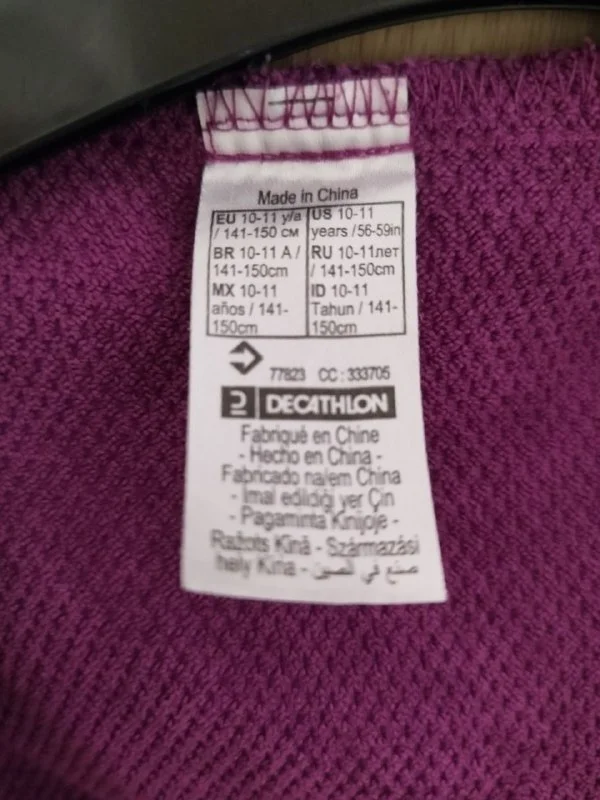 Made in China
EU 10-11 y/a
/ 141-150 см
US 10-11
years /56-59in
BR 10-11 A /
141-150cm
RU 10-11лет
/ 141-150cm
MX 10-11
años / 141-
150cm
ID 10-11
Tahun / 141-
150cm
77823 CC : 333705
DECATHLON
Fabriqué en Chine
- Hecho en China -
Fabricado na/em China
- İmal edildiği yer Çin
- Pagaminta Kinijoje -
Ražots Ķīnā - Származási
hely Kína - صنع في الصين